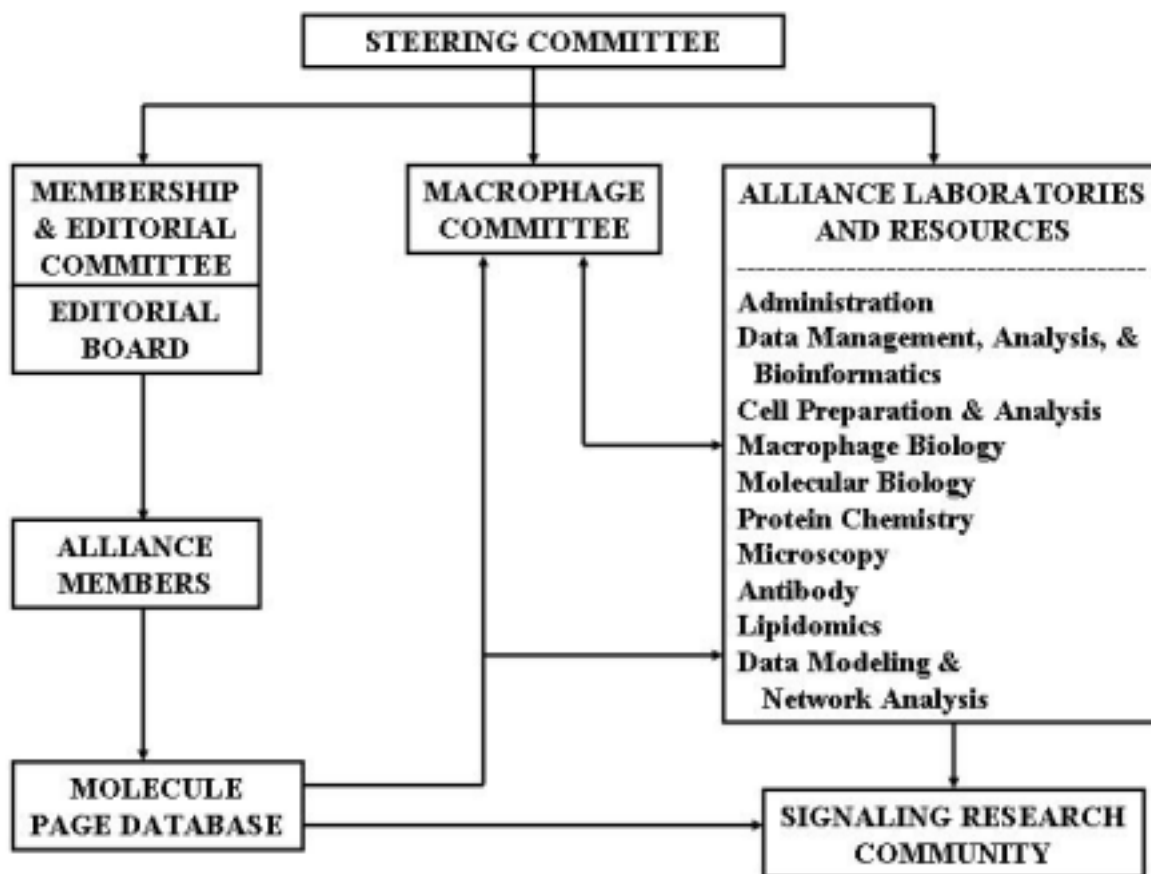 STEERING COMMITTEE
MEMBERSHIP
& EDITORIAL
COMMITTEE
EDITORIAL
BOARD
MACROPHAGE
COMMITTEE
ALLIANCE LABORATORIES
AND RESOURCES
Administration
Data Management, Analysis, &
Bioinformatics
Cell Preparation & Analysis
Macrophage Biology
Molecular Biology
Protein Chemistry
Microscopy
Antibody
Lipidomics
Data Modeling &
Network Analysis
ALLIANCE
MEMBERS
MOLECULE
PAGE DATABASE
SIGNALING RESEARCH
COMMUNITY